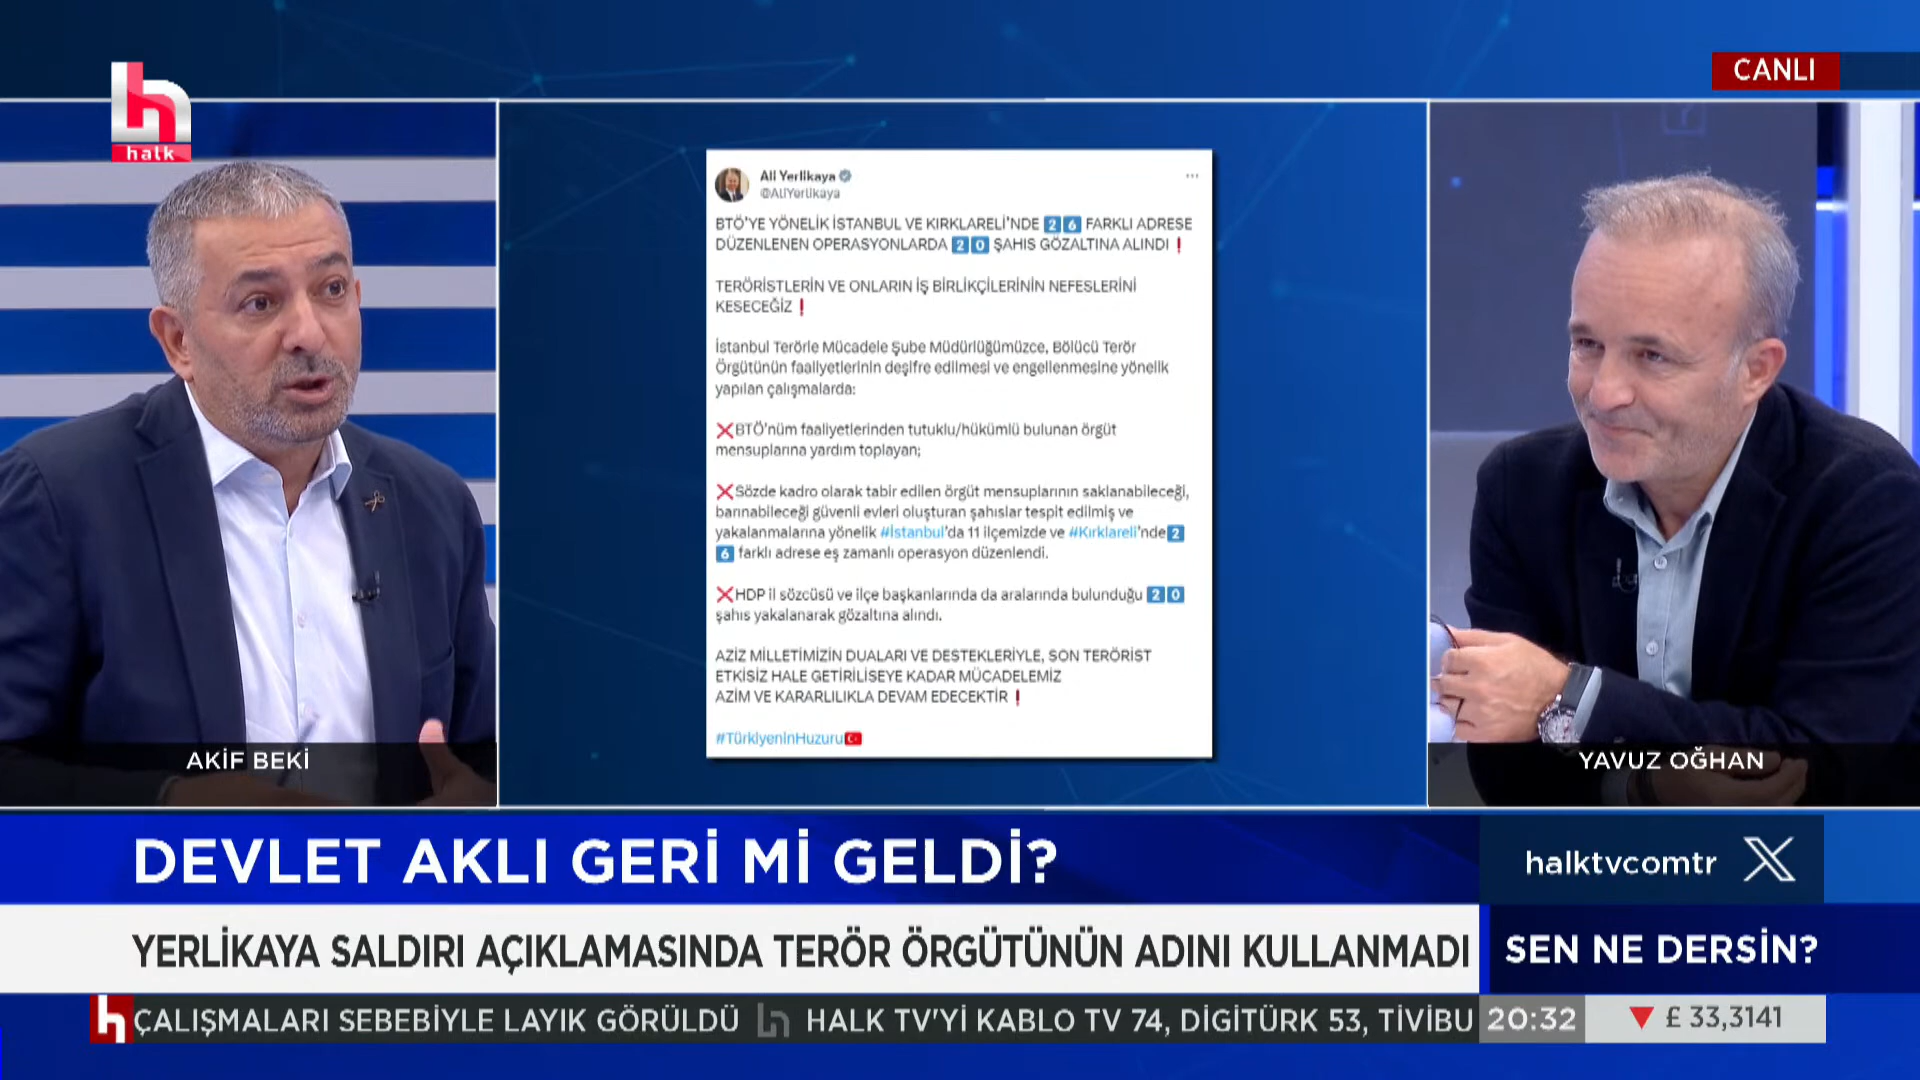 CANLI
halk
Ali Yerlikaya
@AliYerlikaya
BTÖ'YE YÖNELİK İSTANBUL VE KIRKLARELİ'NDE 26 FARKLI ADRESE
DÜZENLENEN OPERASYONLARDA 20 ŞAHIS GÖZALTINA ALINDI❗
TERÖRİSTLERİN VE ONLARIN İŞ BİRLİKÇİLERİNİN NEFESLERİNİ
KESECEĞİZ❗
İstanbul Terörle Mücadele Şube Müdürlüğümüzce, Bölücü Terör
Örgütünün faaliyetlerinin deşifre edilmesi ve engellenmesine yönelik
yapılan çalışmalarda:
❌BTÖ'nüm faaliyetlerinden tutuklu/hükümlü bulunan örgüt
mensuplarına yardım toplayan;
❌Sözde kadro olarak tabir edilen örgüt mensuplarının saklanabileceği,
barınabileceği güvenli evleri oluşturan şahıslar tespit edilmiş ve
yakalanmalarına yönelik #İstanbul'da 11 ilçemizde ve #Kırklareli'nde 2
6 farklı adrese eş zamanlı operasyon düzenlendi.
❌HDP il sözcüsü ve ilçe başkanlarında da aralarında bulunduğu 20
şahıs yakalanarak gözaltına alındı.
AZİZ MİLLETİMİZİN DUALARI VE DESTEKLERİYLE, SON TERÖRİST
ETKİSİZ HALE GETİRİLİSEYE KADAR MÜCADELEMİZ
AZİM VE KARARLILIKLA DEVAM EDECEKTİR❗
#TürkiyeninHuzuru🇹🇷
AKİF BEKİ
YAVUZ OĞHAN
DEVLET AKLI GERİ Mİ GELDİ?
halktvcomtr X
YERLİKAYA SALDIRI AÇIKLAMASINDA TERÖR ÖRGÜTÜNÜN ADINI KULLANMADI
SEN NE DERSİN?
ÇALIŞMALARI SEBEBİYLE LAYIK GÖRÜLDÜ HALK TV'Yİ KABLO TV 74, DİGİTÜRK 53, TİVİBU
20:32
▼ £ 33,3141